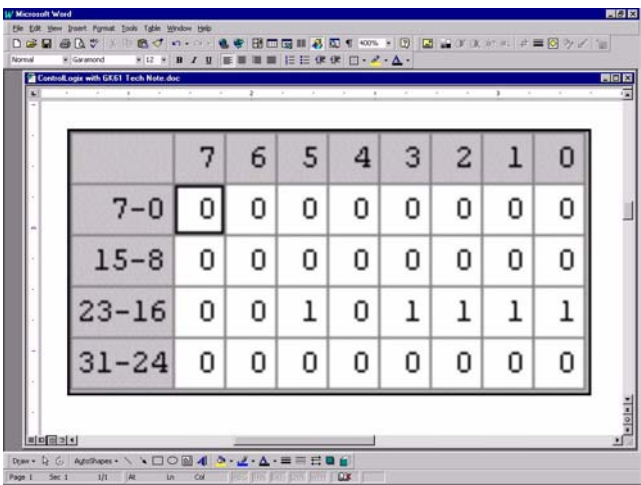 Microsoft Word
File Edit View Insert Format Tools Table Window Help
400%
Normal Garamond 12 B I U
ControlLogix with GK61 Tech Note.doc
7 6 5 4 3 2 1 0
7-0 0 0 0 0 0 0 0 0
15-8 0 0 0 0 0 0 0 0
23-16 0 0 1 0 1 1 1 1
31-24 0 0 0 0 0 0 0 0
Draw AutoShapes
Page 1 Sec 1 1/1 At Ln Col